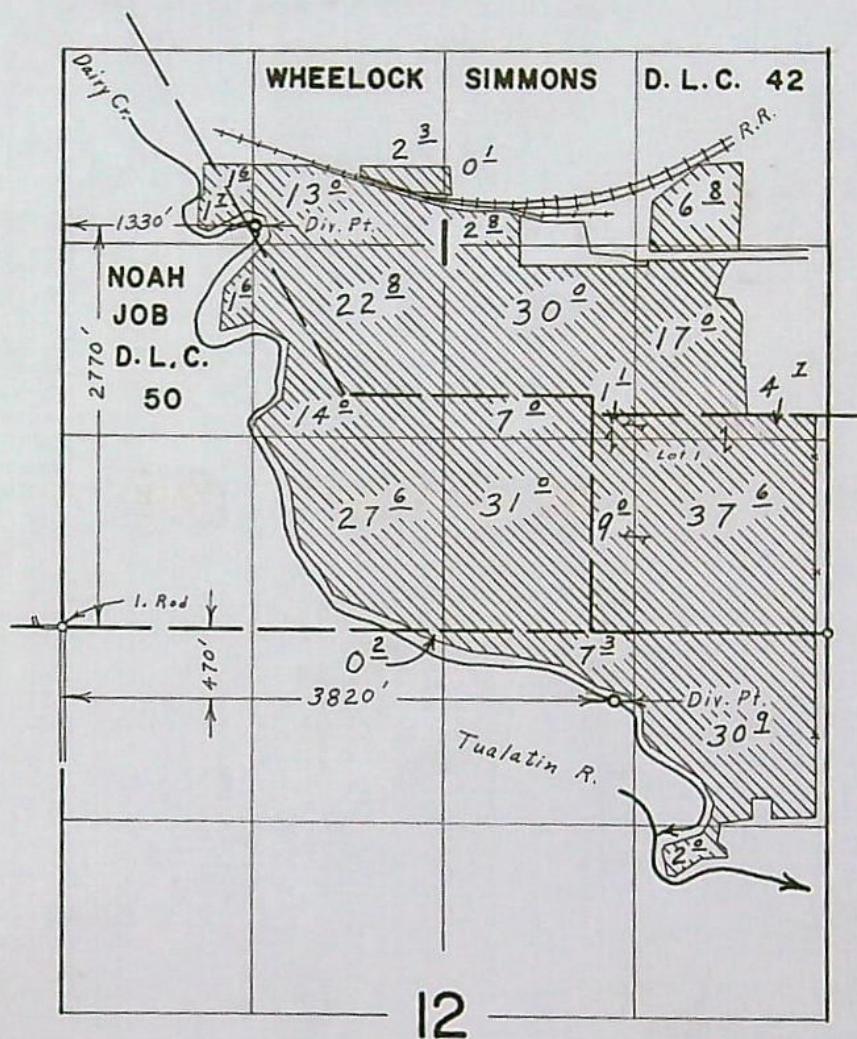 WHEELOCK SIMMONS D. L. C. 42
Dairy Cr.
R.R.
2 3
0 1
1 6
1 7
13 0
6 8
1330'
Div. Pt.
2 8
NOAH
JOB
D. L. C.
50
2770'
1 6
22 8
30 0
17 0
1 1
4 7
14 0
7 0
Lot 1
27 6
31 0
9 0
37 6
I. Rod
470'
0 2
7 3
3820'
Div. Pt.
30 9
Tualatin R.
2 0
12